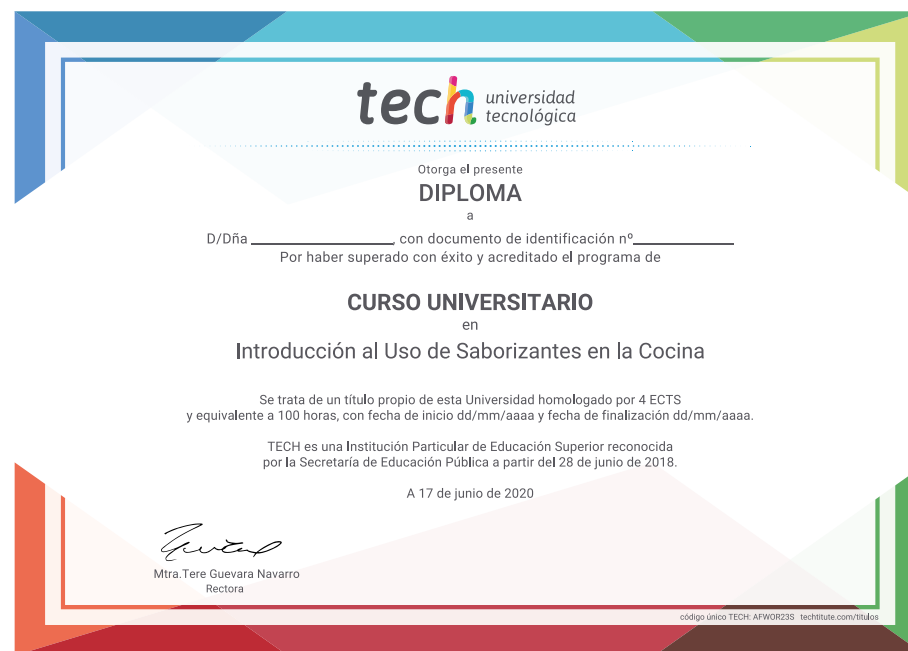 tech universidad
tecnológica
Otorga el presente
DIPLOMA
a
D/Dña ____________________, con documento de identificación nº______________
Por haber superado con éxito y acreditado el programa de
CURSO UNIVERSITARIO
en
Introducción al Uso de Saborizantes en la Cocina
Se trata de un título propio de esta Universidad homologado por 4 ECTS
y equivalente a 100 horas, con fecha de inicio dd/mm/aaaa y fecha de finalización dd/mm/aaaa.
TECH es una Institución Particular de Educación Superior reconocida
por la Secretaría de Educación Pública a partir del 28 de junio de 2018.
A 17 de junio de 2020
Mtra.Tere Guevara Navarro
Rectora
código único TECH: AFWOR23S techtitute.com/titulos